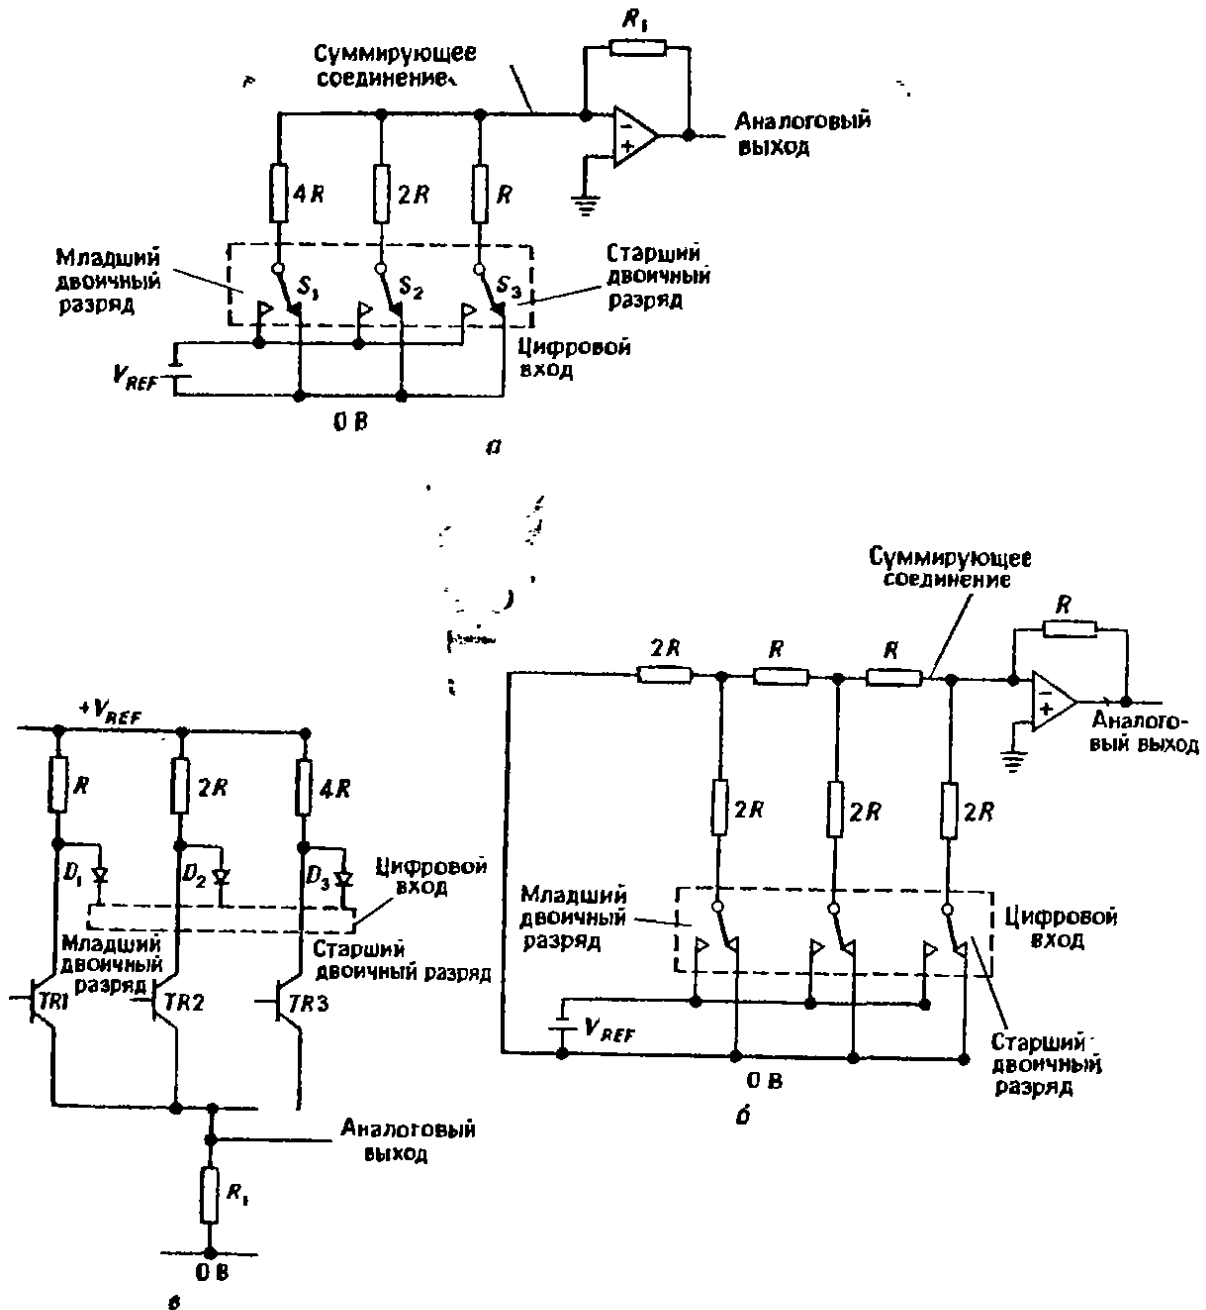 R₁
Суммирующее
соединение
Аналоговый
выход
4R
2R
R
Младший
двоичный
разряд
Старший
двоичный
разряд
S₁
S₂
S₃
Цифровой
вход
V_REF
0 В
а
Суммирующее
соединение
R
2R
R
R
Аналого-
вый выход
2R
2R
2R
Младший
двоичный
разряд
Цифровой
вход
V_REF
Старший
двоичный
разряд
0 В
б
+V_REF
R
2R
4R
D₁
D₂
D₃
Цифровой
вход
Младший
двоичный
разряд
Старший
двоичный разряд
TR1
TR2
TR3
Аналоговый
выход
R₁
0 В
в